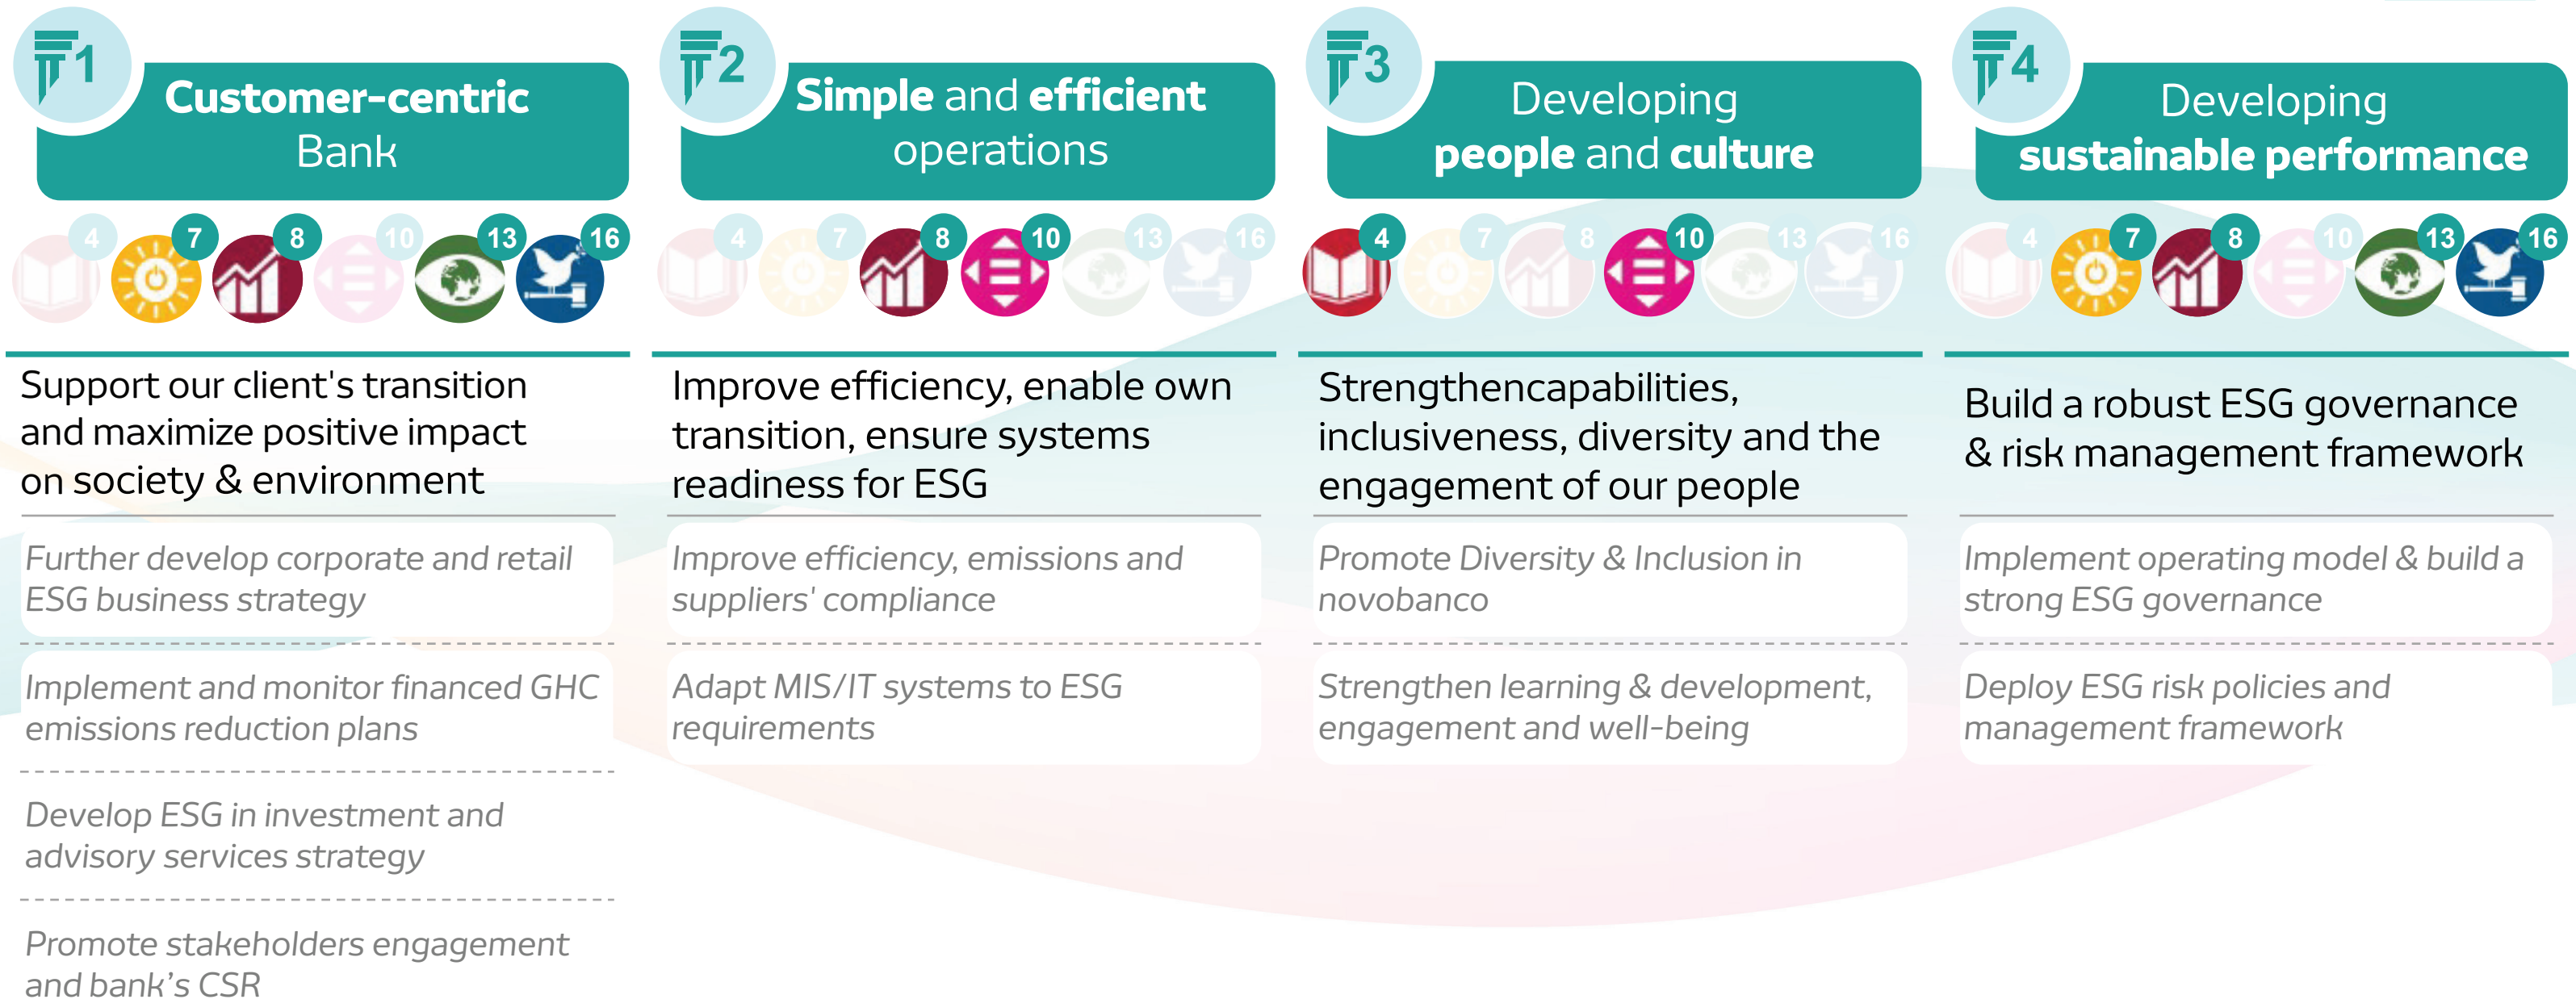 1
Customer-centric
Bank
4 7 8 10 13 16
Support our client's transition
and maximize positive impact
on society & environment
Further develop corporate and retail
ESG business strategy
Implement and monitor financed GHC
emissions reduction plans
Develop ESG in investment and
advisory services strategy
Promote stakeholders engagement
and bank’s CSR
2
Simple and efficient
operations
4 7 8 10 13 16
Improve efficiency, enable own
transition, ensure systems
readiness for ESG
Improve efficiency, emissions and
suppliers' compliance
Adapt MIS/IT systems to ESG
requirements
3
Developing
people and culture
4 7 8 10 13 16
Strengthencapabilities,
inclusiveness, diversity and the
engagement of our people
Promote Diversity & Inclusion in
novobanco
Strengthen learning & development,
engagement and well-being
4
Developing
sustainable performance
4 7 8 10 13 16
Build a robust ESG governance
& risk management framework
Implement operating model & build a
strong ESG governance
Deploy ESG risk policies and
management framework